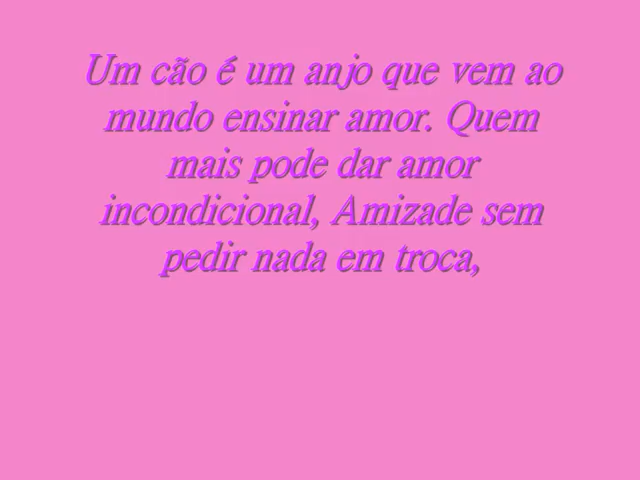 Um cão é um anjo que vem ao
mundo ensinar amor. Quem
mais pode dar amor
incondicional, Amizade sem
pedir nada em troca,